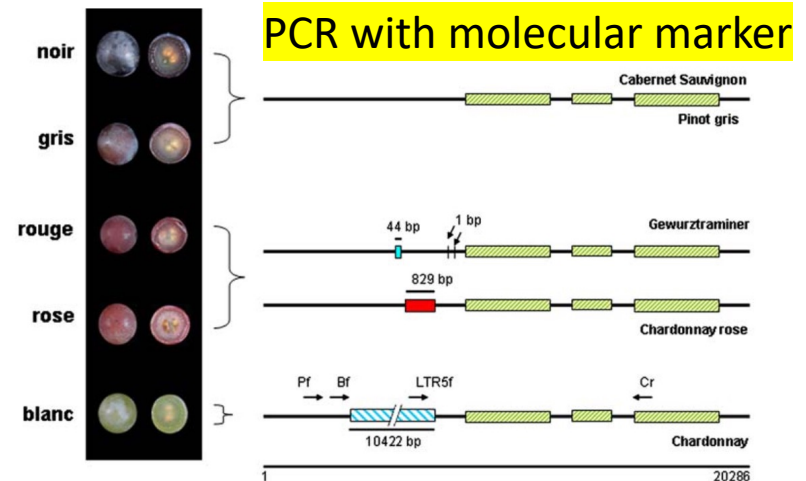 PCR with molecular marker
noir
gris
rouge
rose
blanc
Cabernet Sauvignon
Pinot gris
44 bp
1 bp
Gewurztraminer
829 bp
Chardonnay rose
Pf
Bf
LTR5f
Cr
10422 bp
Chardonnay
1
20286